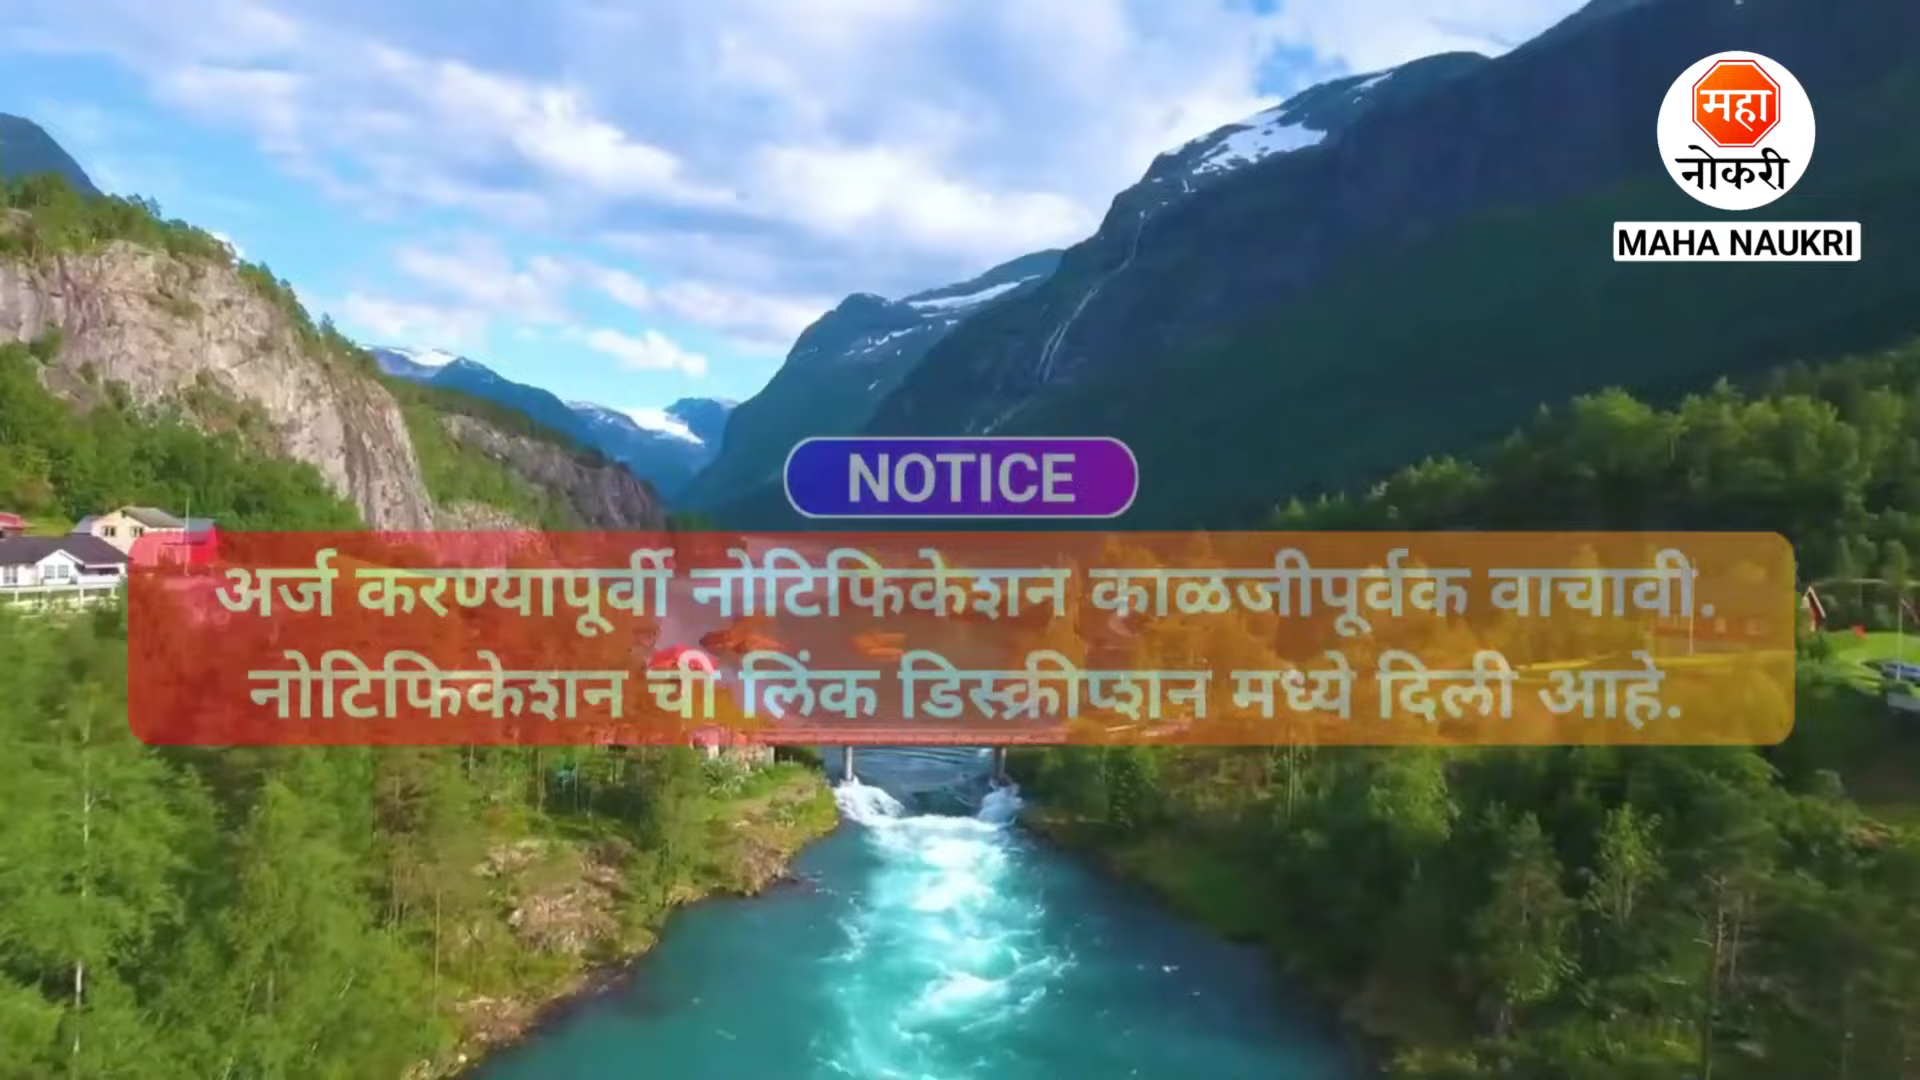 महा
नोकरी
MAHA NAUKRI
NOTICE
अर्ज करण्यापूर्वी नोटिफिकेशन काळजीपूर्वक वाचावी.
नोटिफिकेशन ची लिंक डिस्क्रीप्शन मध्ये दिली आहे.